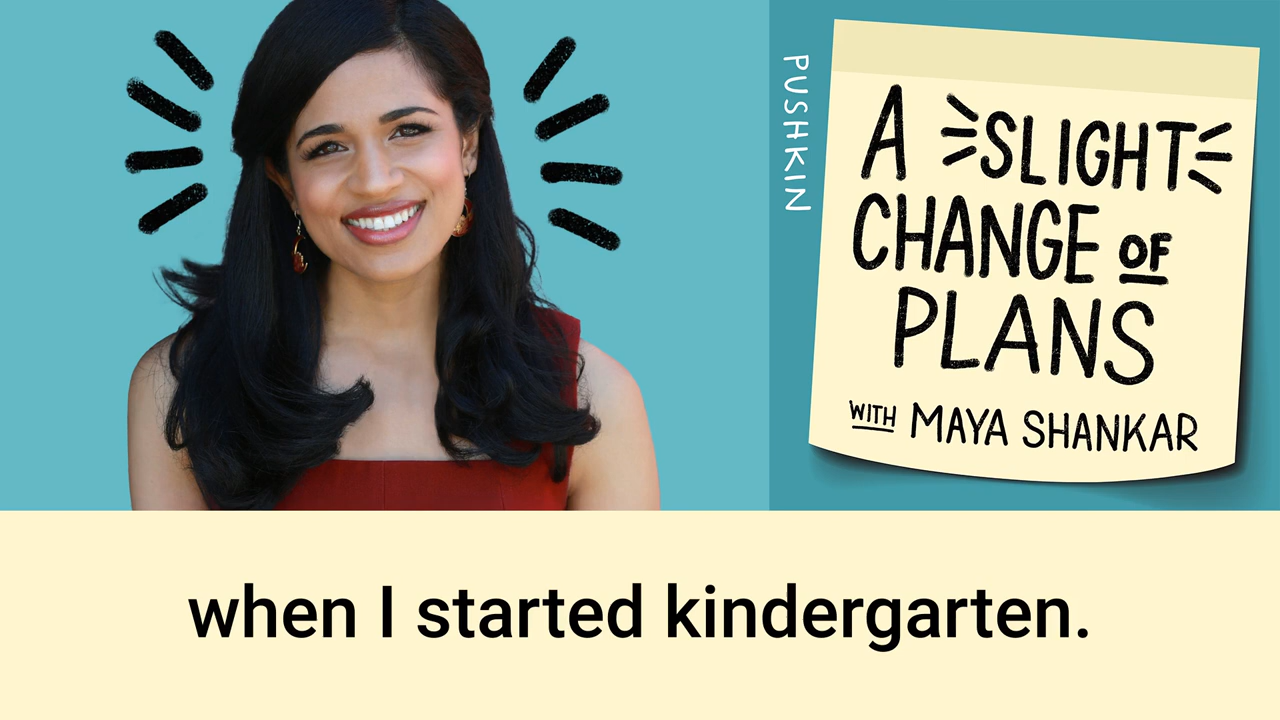 PUSHKIN
A SLIGHT
CHANGE OF
PLANS
WITH MAYA SHANKAR
when I started kindergarten.